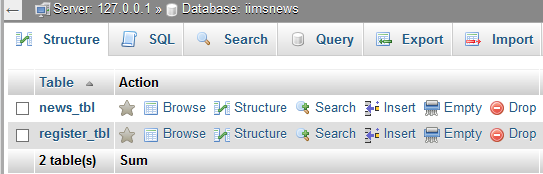 Server: 127.0.0.1 » Database: iimsnews
Structure SQL Search Query Export Import
Table Action
news_tbl Browse Structure Search Insert Empty Drop
register_tbl Browse Structure Search Insert Empty Drop
2 table(s) Sum